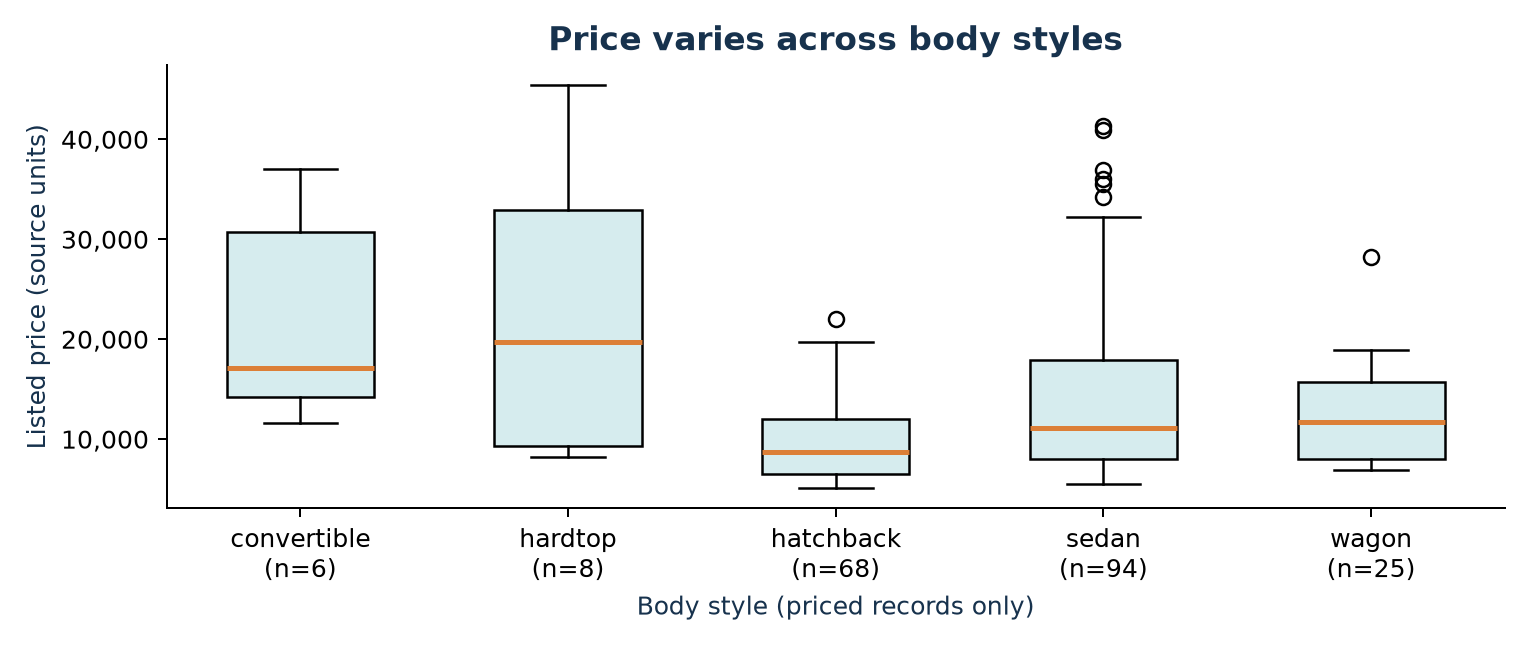 Price varies across body styles
Listed price (source units)
40,000
30,000
20,000
10,000
convertible
(n=6)
hardtop
(n=8)
hatchback
(n=68)
sedan
(n=94)
wagon
(n=25)
Body style (priced records only)